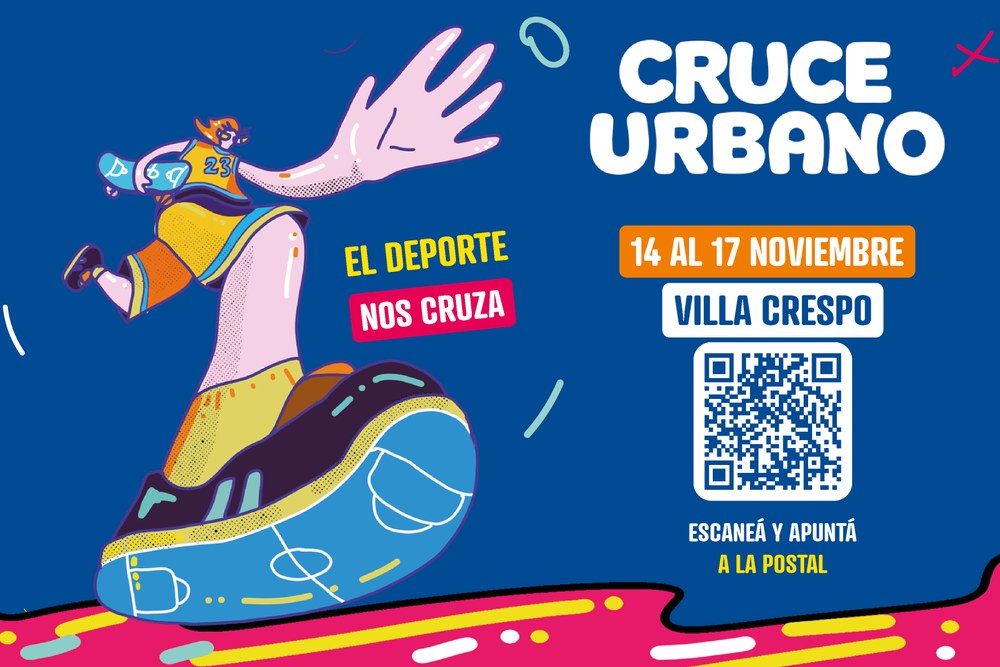 CRUCE
URBANO
23
EL DEPORTE
NOS CRUZA
14 AL 17 NOVIEMBRE
VILLA CRESPO
ESCANEÁ Y APUNTÁ
A LA POSTAL